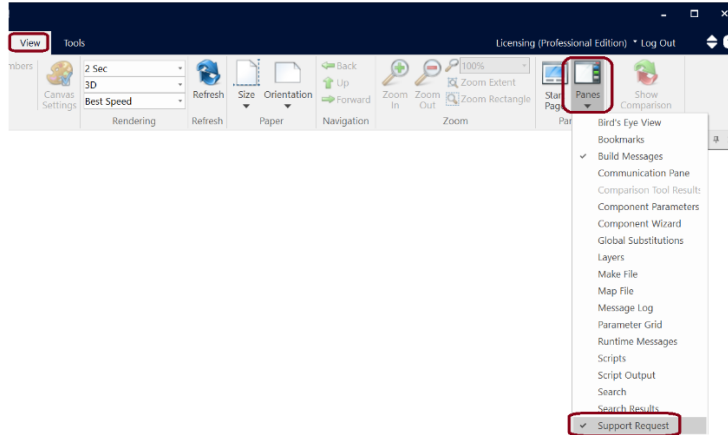 View Tools Licensing (Professional Edition) * Log Out
mbers
2 Sec
3D
Best Speed
Canvas Settings
Rendering
Refresh
Refresh
Size
Orientation
Paper
Back
Up
Forward
Navigation
Zoom In
Zoom Out
100%
Zoom Extent
Zoom Rectangle
Zoom
Page
Panes
Show Comparison
Bird's Eye View
Bookmarks
Build Messages
Communication Pane
Comparison Tool Results
Component Parameters
Component Wizard
Global Substitutions
Layers
Make File
Map File
Message Log
Parameter Grid
Runtime Messages
Scripts
Script Output
Search
Search Results
Support Request